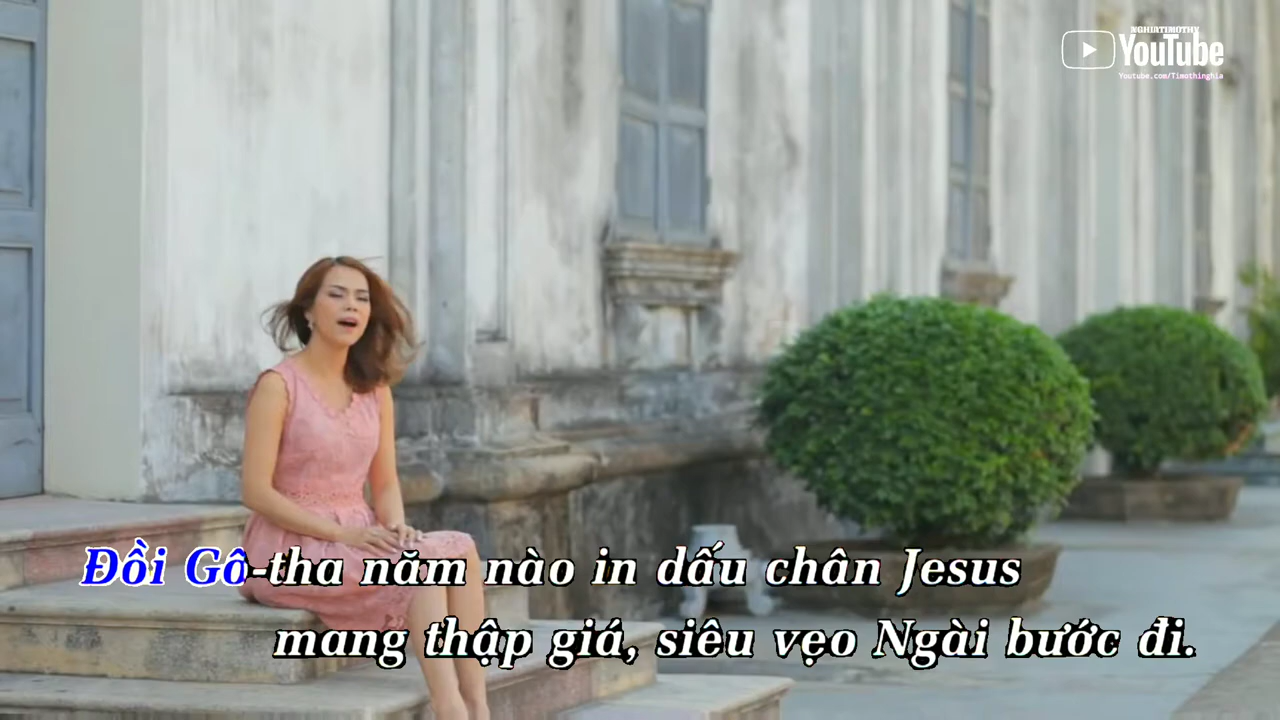 NGHIATIMOTHY
YouTube
Youtube.com/Timothinghia
Đồi Gô-tha năm nào in dấu chân Jesus
mang thập giá, siêu vẹo Ngài bước đi.